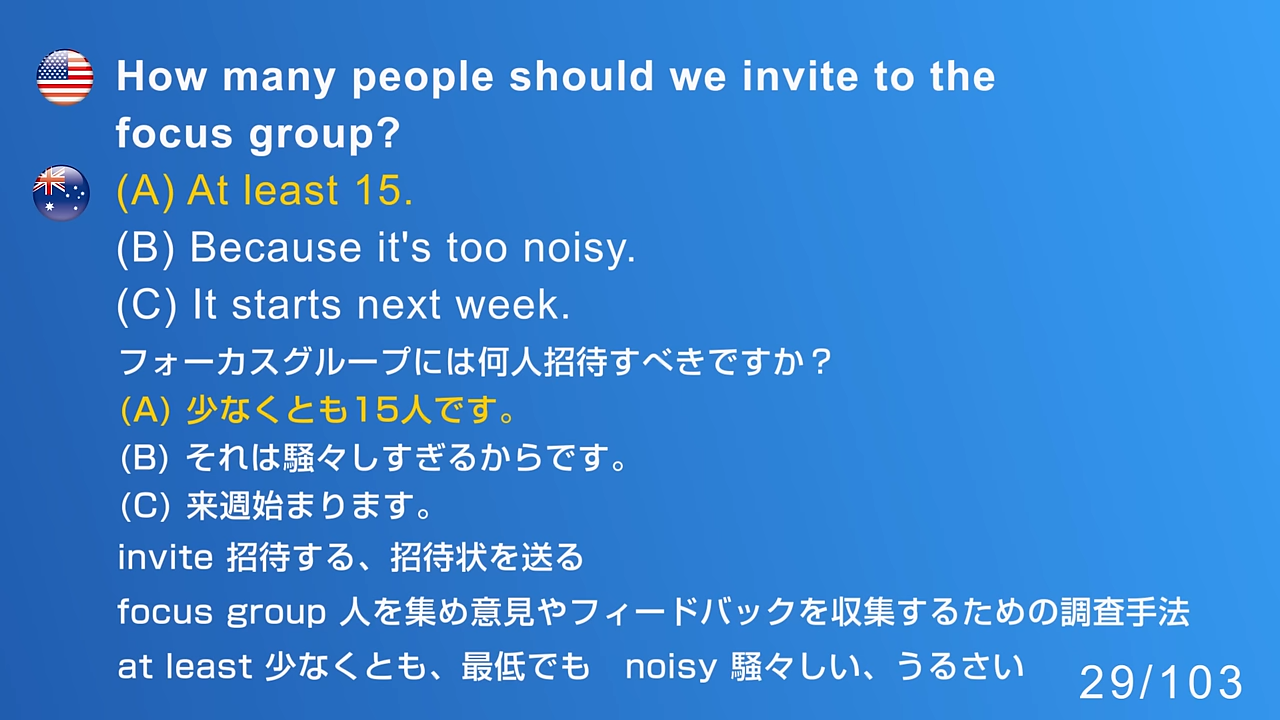 How many people should we invite to the
focus group?
(A) At least 15.
(B) Because it's too noisy.
(C) It starts next week.
フォーカスグループには何人招待すべきですか？
(A) 少なくとも15人です。
(B) それは騒々しすぎるからです。
(C) 来週始まります。
invite 招待する、招待状を送る
focus group 人を集め意見やフィードバックを収集するための調査手法
at least 少なくとも、最低でも　noisy 騒々しい、うるさい
29/103